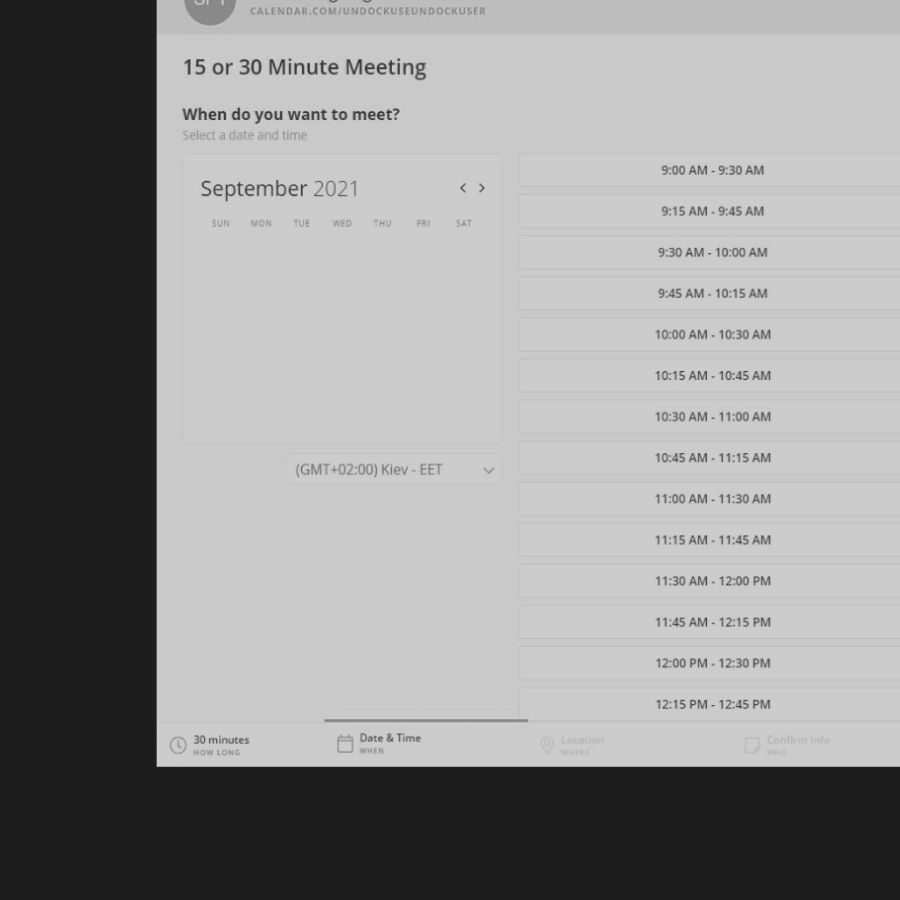 CALENDAR.COM/UNDOCKUSEUNDOCKUSER
15 or 30 Minute Meeting
When do you want to meet?
Select a date and time
September 2021
SUN MON TUE WED THU FRI SAT
(GMT+02:00) Kiev - EET
9:00 AM - 9:30 AM
9:15 AM - 9:45 AM
9:30 AM - 10:00 AM
9:45 AM - 10:15 AM
10:00 AM - 10:30 AM
10:15 AM - 10:45 AM
10:30 AM - 11:00 AM
10:45 AM - 11:15 AM
11:00 AM - 11:30 AM
11:15 AM - 11:45 AM
11:30 AM - 12:00 PM
11:45 AM - 12:15 PM
12:00 PM - 12:30 PM
12:15 PM - 12:45 PM
30 minutes
HOW LONG
Date & Time
WHEN
Location
WHERE
Confirm Info
WHO